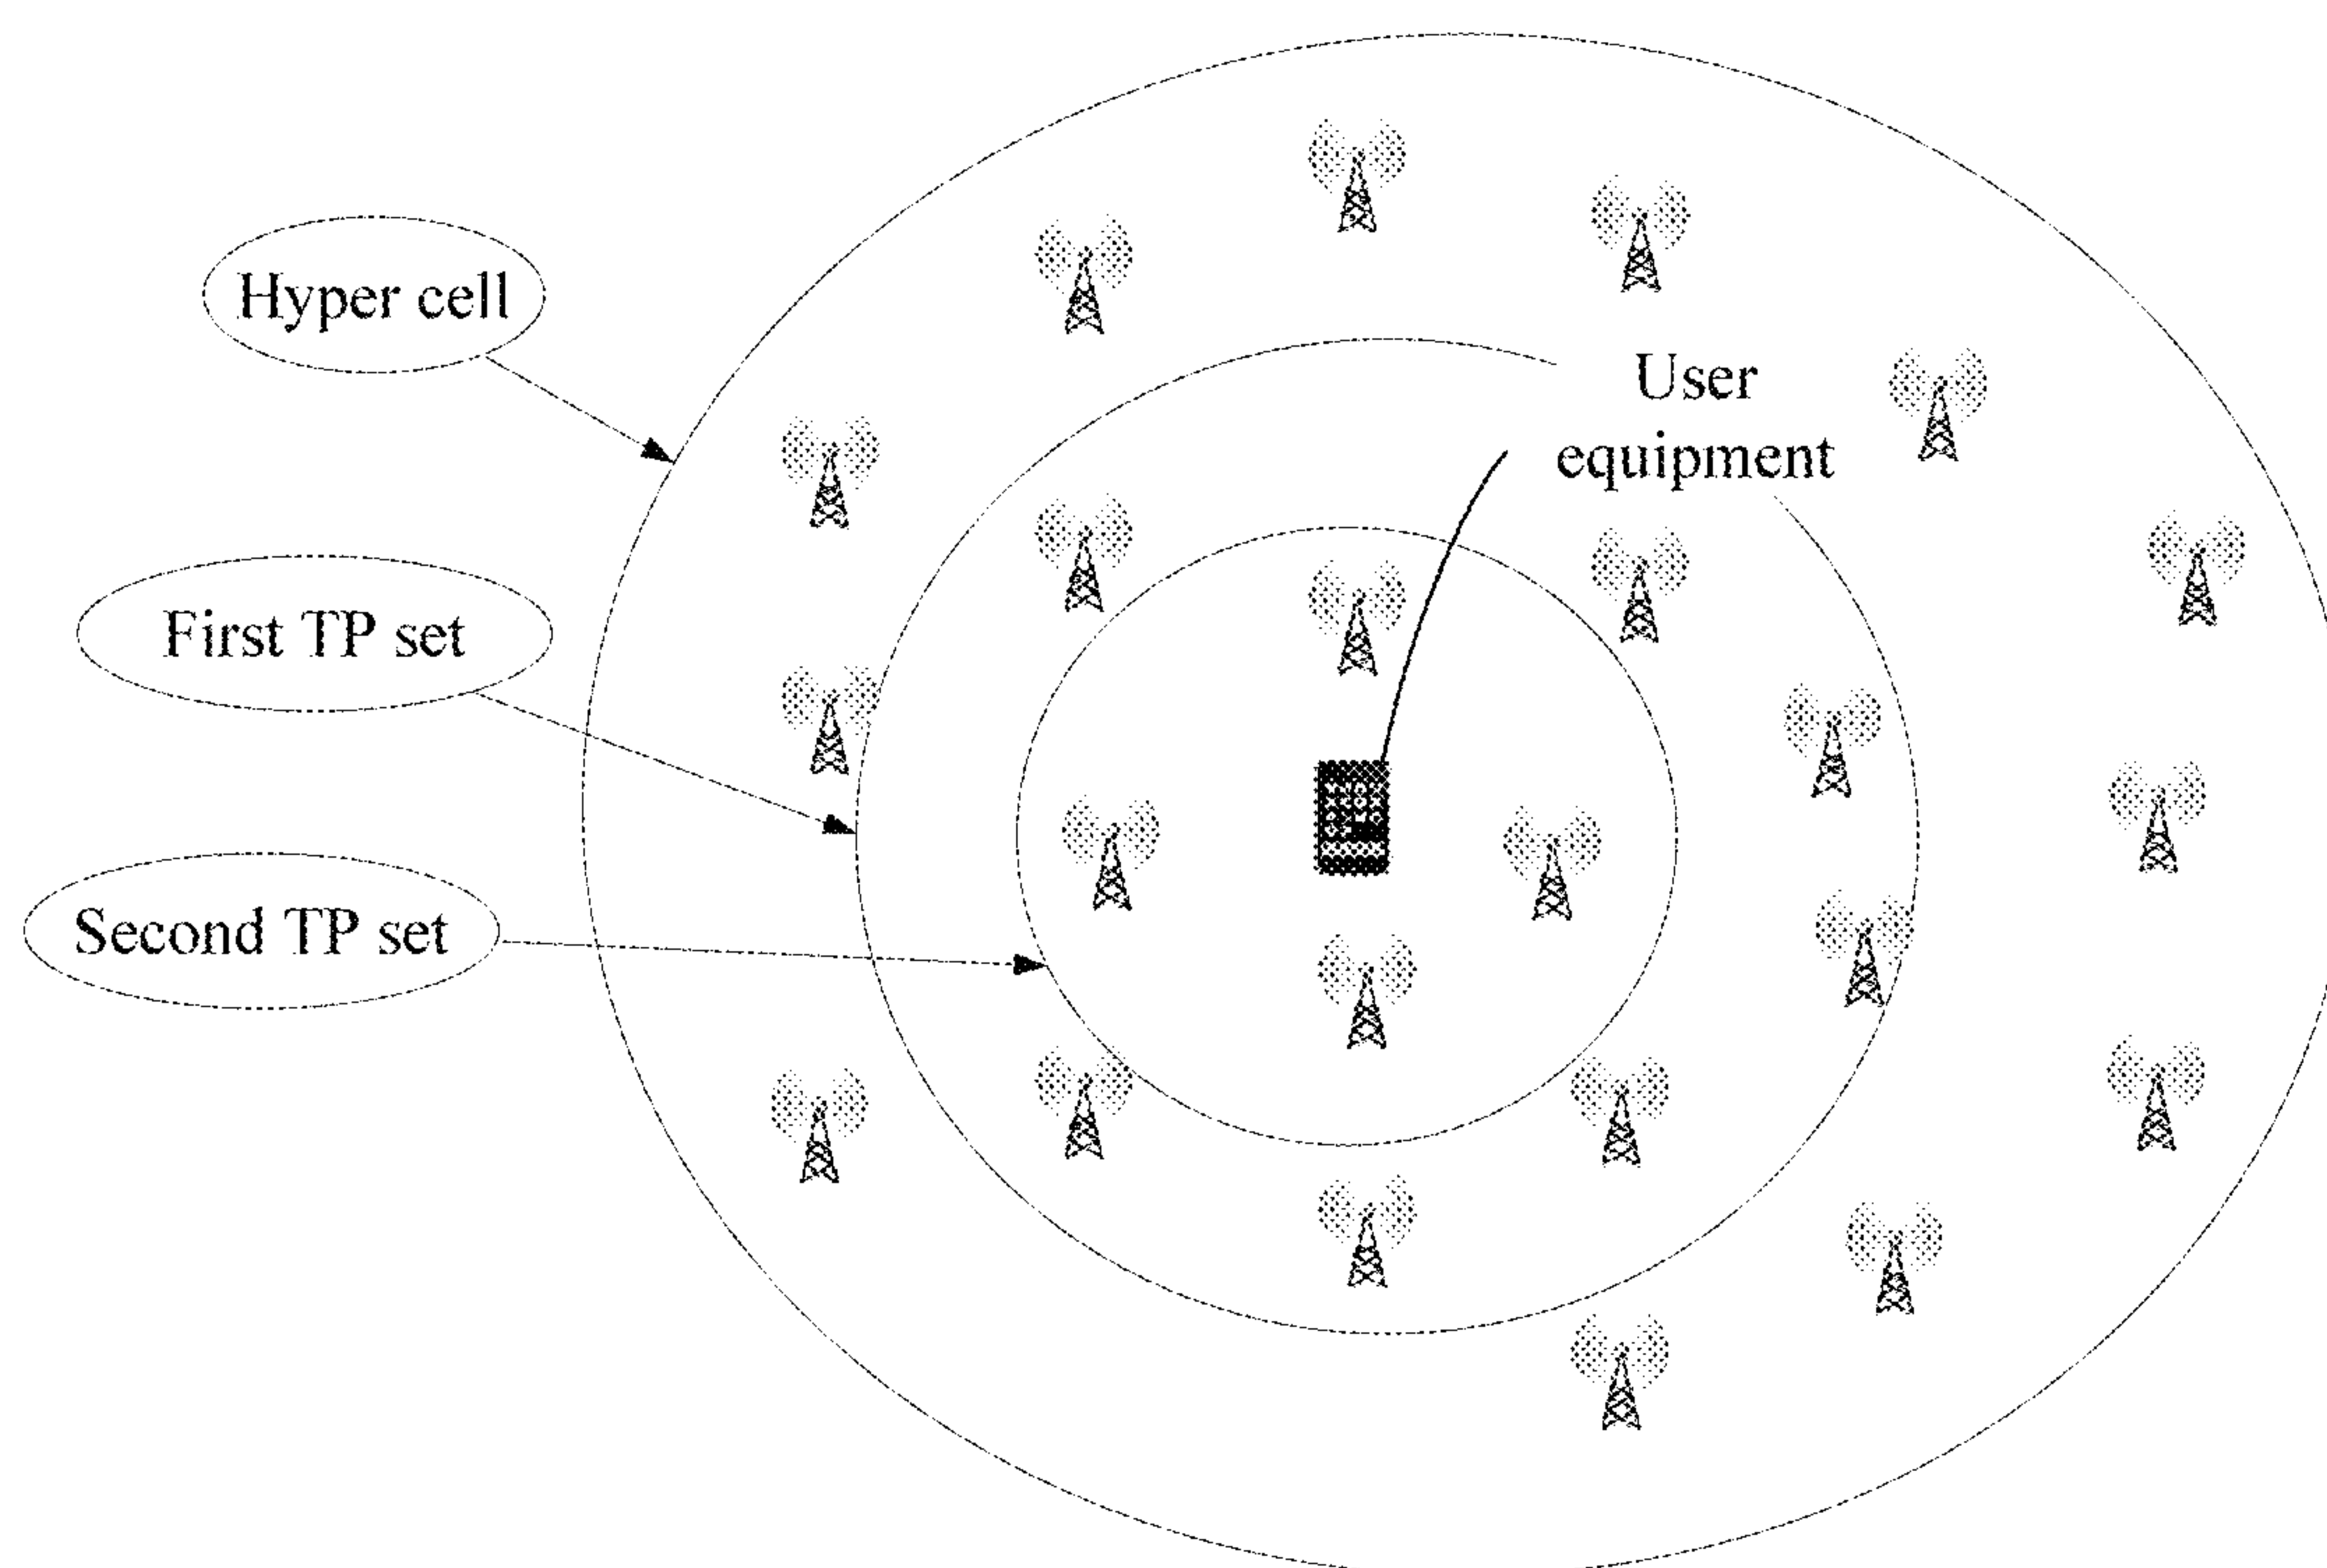 Hyper cell
User
equipment
First TP set
Second TP set